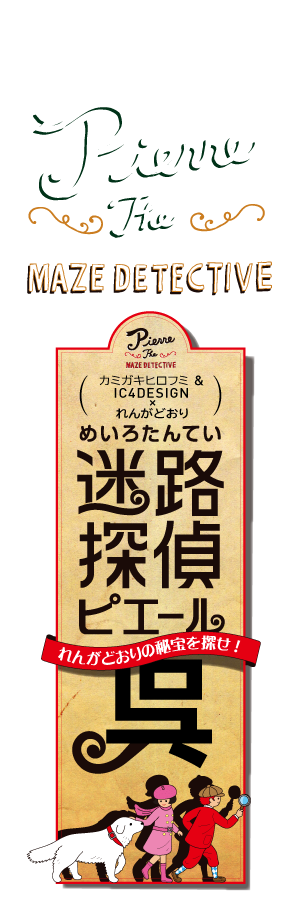 Pierre
The
MAZE DETECTIVE
Pierre
The
MAZE DETECTIVE
(カミガキヒロフミ &
IC4DESIGN
×
れんがどおり)
めいろたんてい
迷路
探偵
ピエール
れんがどおりの秘宝を探せ！
呉